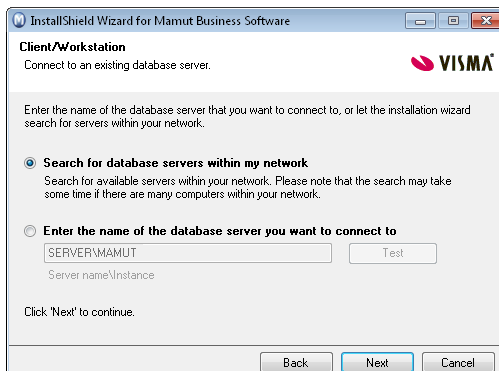 InstallShield Wizard for Mamut Business Software
Client/Workstation
Connect to an existing database server.
VISMA
Enter the name of the database server that you want to connect to, or let the installation wizard
search for servers within your network.
Search for database servers within my network
Search for available servers within your network. Please note that the search may take
some time if there are many computers within your network.
Enter the name of the database server you want to connect to
SERVER\MAMUT
Test
Server name\Instance
Click 'Next' to continue.
Back
Next
Cancel